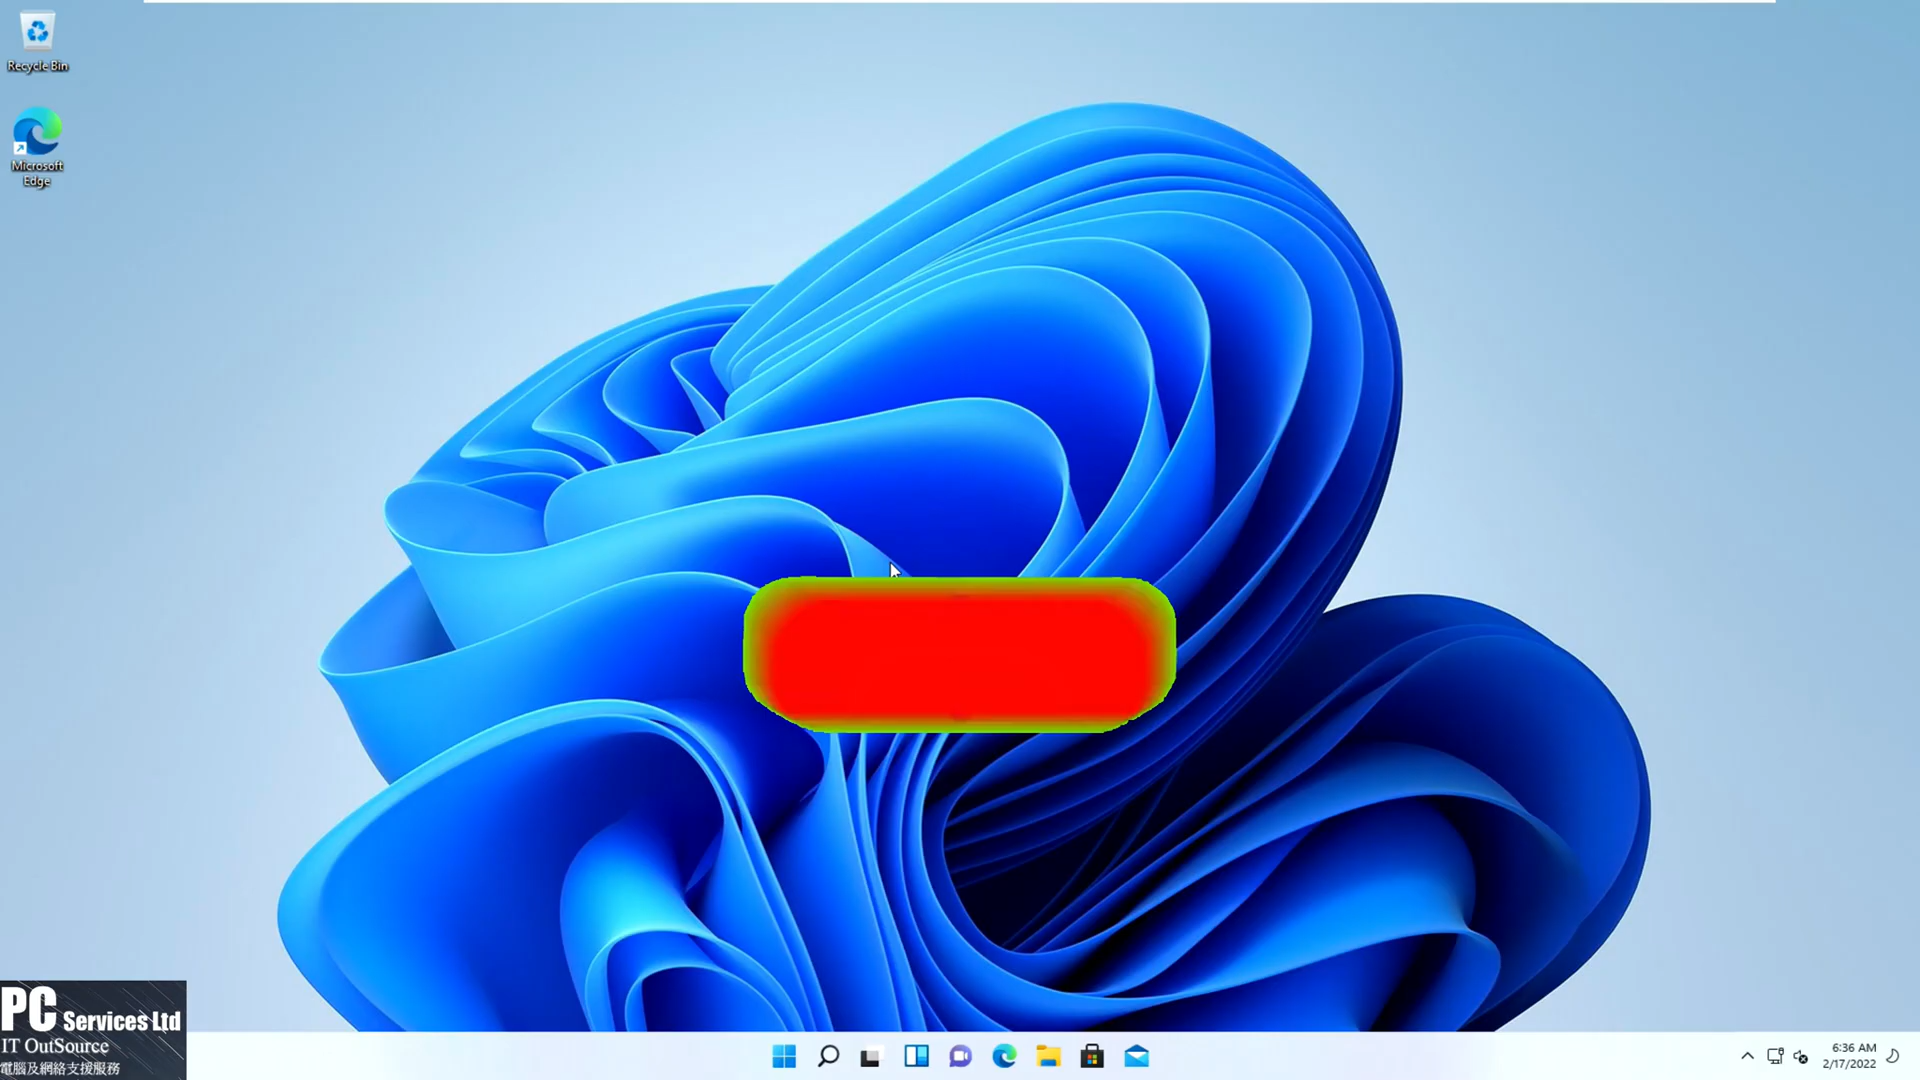 Recycle Bin
Microsoft
Edge
PC Services Ltd
IT OutSource
電腦及網絡支援服務
6:36 AM
2/17/2022